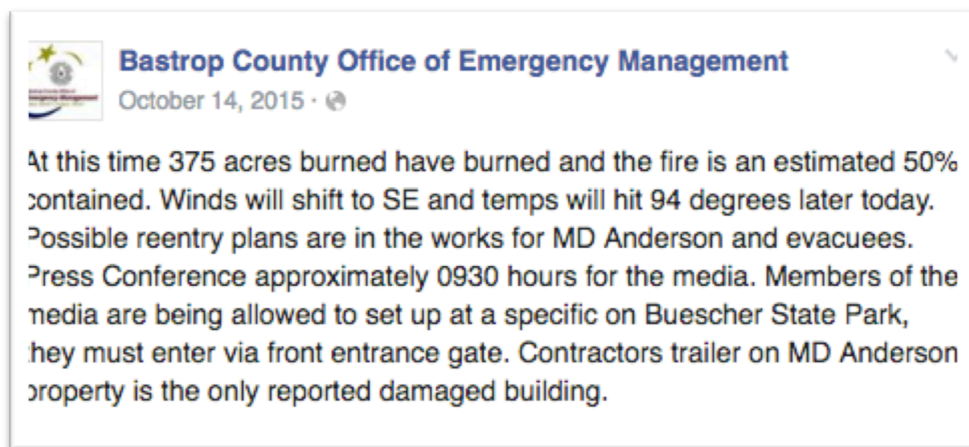 Bastrop County Office of Emergency Management
October 14, 2015 ·
At this time 375 acres burned have burned and the fire is an estimated 50%
contained. Winds will shift to SE and temps will hit 94 degrees later today.
Possible reentry plans are in the works for MD Anderson and evacuees.
Press Conference approximately 0930 hours for the media. Members of the
media are being allowed to set up at a specific on Buescher State Park,
they must enter via front entrance gate. Contractors trailer on MD Anderson
property is the only reported damaged building.